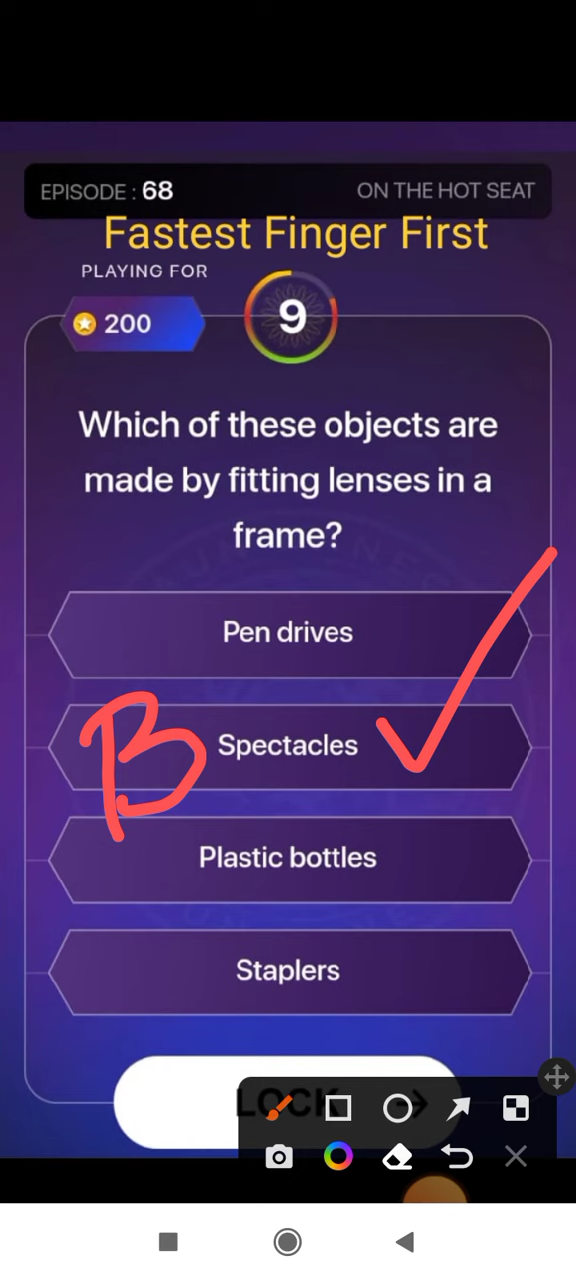 EPISODE : 68 ON THE HOT SEAT
Fastest Finger First
PLAYING FOR
200
9
Which of these objects are
made by fitting lenses in a
frame?
Pen drives
B Spectacles
Plastic bottles
Staplers
LOCK